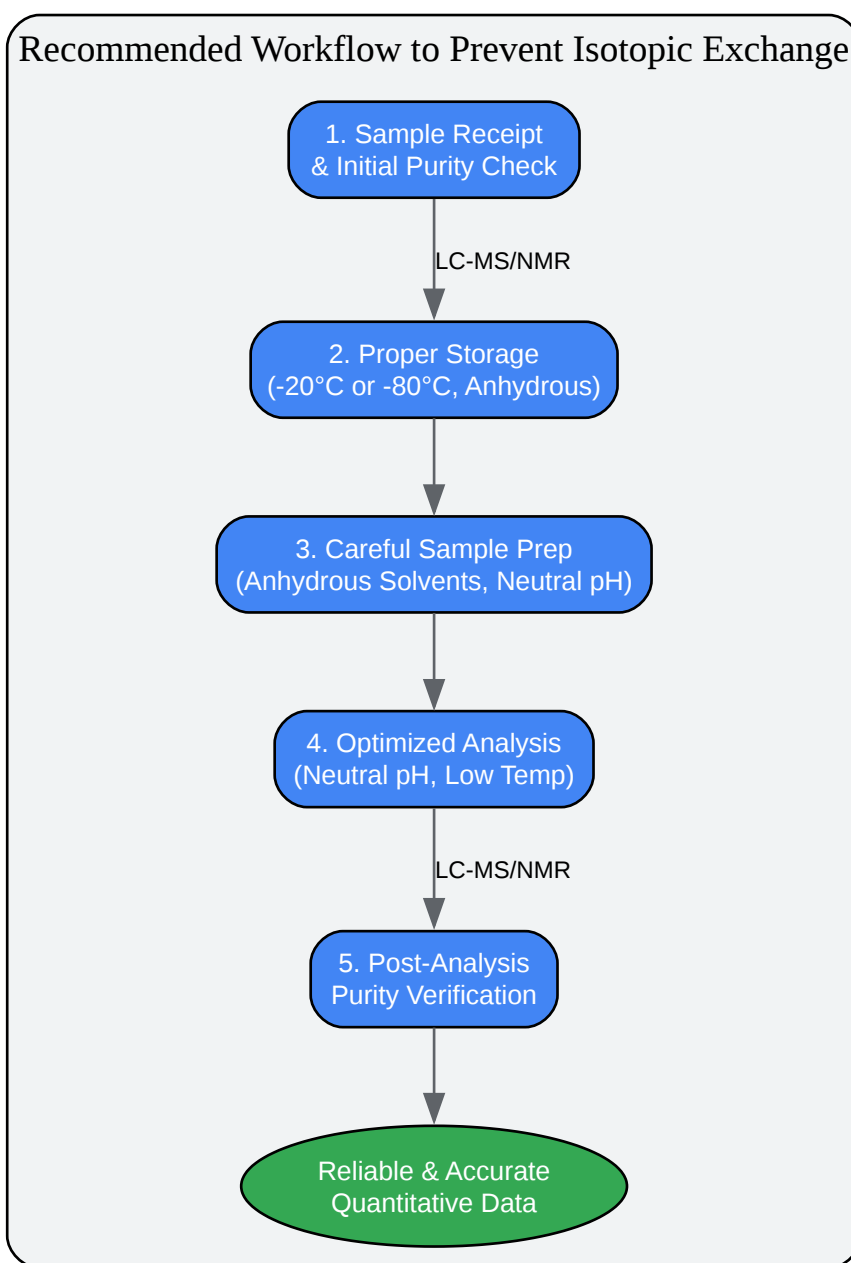 Recommended Workflow to Prevent Isotopic Exchange
1. Sample Receipt
& Initial Purity Check
LC-MS/NMR
2. Proper Storage
(-20°C or -80°C, Anhydrous)
3. Careful Sample Prep
(Anhydrous Solvents, Neutral pH)
4. Optimized Analysis
(Neutral pH, Low Temp)
LC-MS/NMR
5. Post-Analysis
Purity Verification
Reliable & Accurate
Quantitative Data